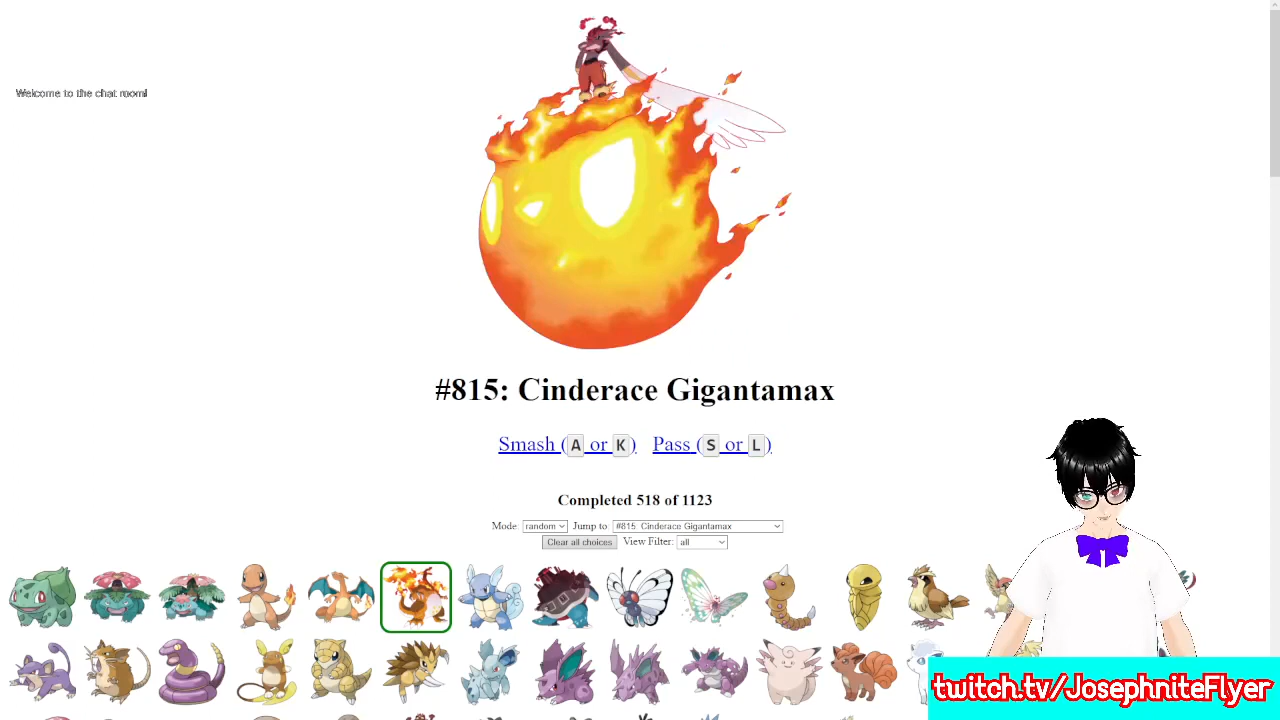 Welcome to the chat room!
#815: Cinderace Gigantamax
Smash (A or K) Pass (S or L)
Completed 518 of 1123
Mode: random Jump to: #815: Cinderace Gigantamax
Clear all choices View Filter: all
twitch.tv/JosephniteFlyer